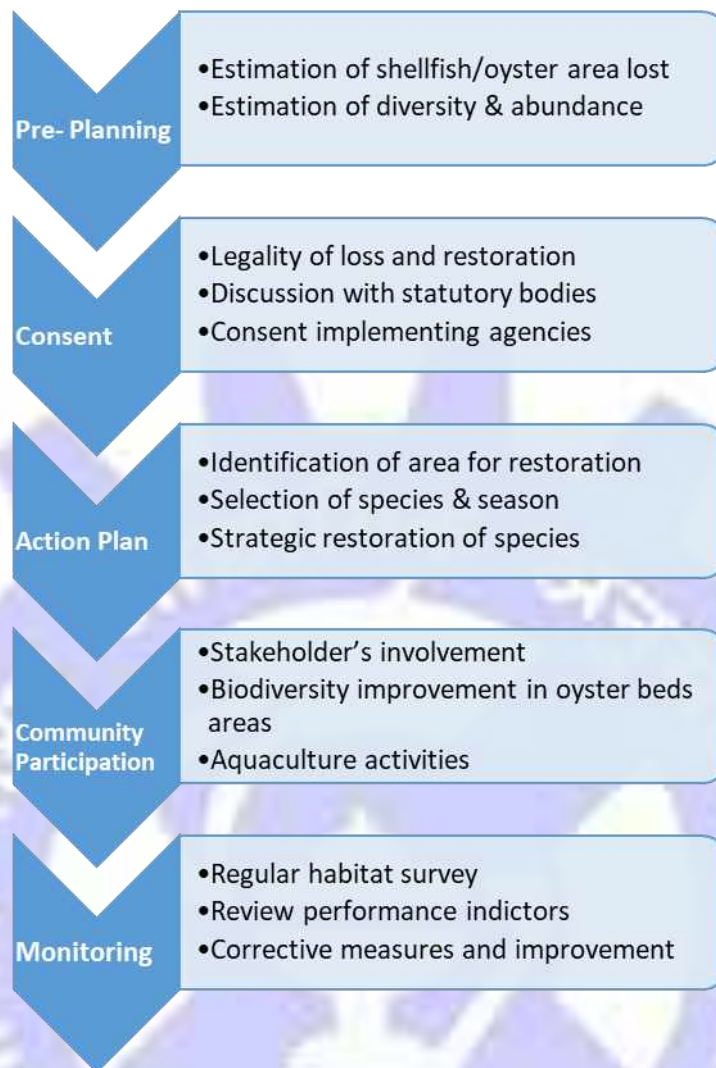 Pre- Planning
•Estimation of shellfish/oyster area lost
•Estimation of diversity & abundance
Consent
•Legality of loss and restoration
•Discussion with statutory bodies
•Consent implementing agencies
Action Plan
•Identification of area for restoration
•Selection of species & season
•Strategic restoration of species
Community
Participation
•Stakeholder’s involvement
•Biodiversity improvement in oyster beds
areas
•Aquaculture activities
Monitoring
•Regular habitat survey
•Review performance indictors
•Corrective measures and improvement